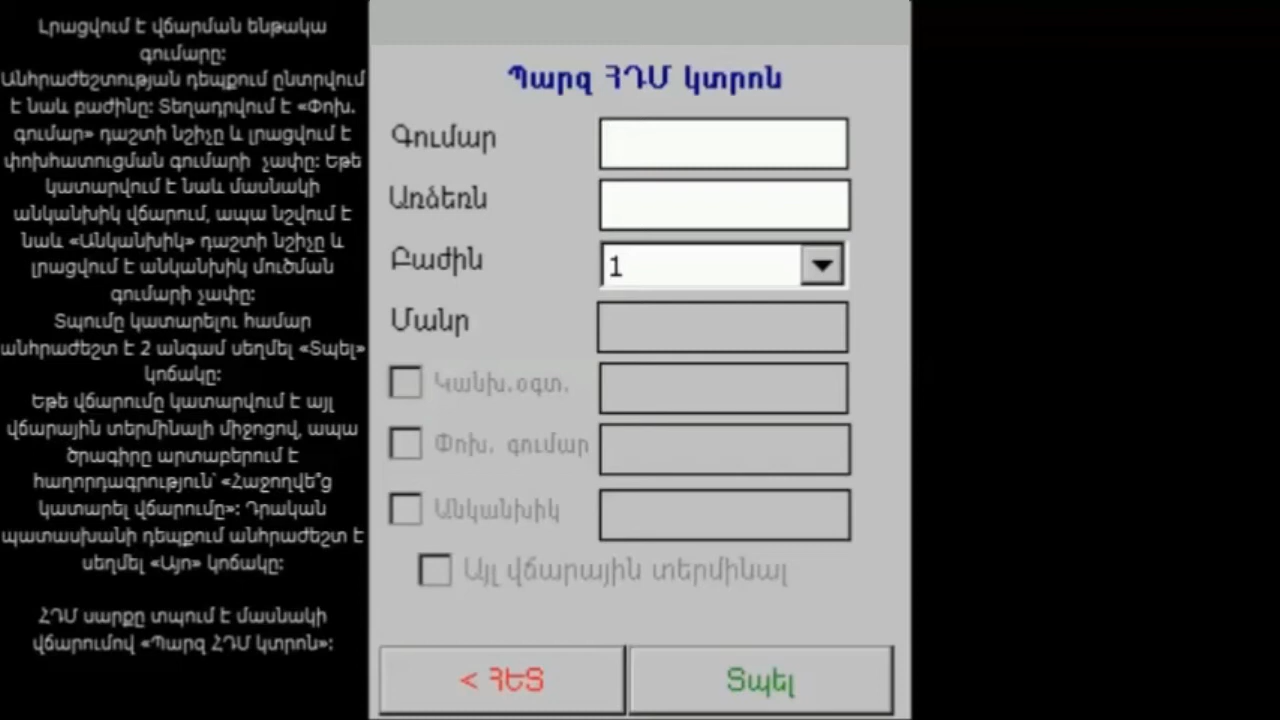 Լրացվում է վճարման ենթակա
գումարը:
Անհրաժեշտության դեպքում ընտրվում
է նաև բաժինը: Տեղադրվում է «Փոխ.
գումար» դաշտի նշիչը և լրացվում է
փոխհատուցման գումարի չափը: Եթե
կատարվում է նաև մասնակի
անկանխիկ վճարում, ապա նշվում է
նաև «Անկանխիկ» դաշտի նշիչը և
լրացվում է անկանխիկ մուծման
գումարի չափը:
Տպումը կատարելու համար
անհրաժեշտ է 2 անգամ սեղմել «Տպել»
կոճակը:
Եթե վճարումը կատարվում է այլ
վճարային տերմինալի միջոցով, ապա
ծրագիրը արտաբերում է
հաղորդագրություն՝ «Հաջողվե՞ց
կատարել վճարումը»: Դրական
պատասխանի դեպքում անհրաժեշտ է
սեղմել «Այո» կոճակը:
ՀԴՄ սարքը տպում է մասնակի
վճարումով «Պարզ ՀԴՄ կտրոն»:
Պարզ ՀԴՄ կտրոն
Գումար
Առձեռն
Բաժին 1
Մանր
Կանխ.օգտ.
Փոխ. գումար
Անկանխիկ
Այլ վճարային տերմինալ
< ՀԵՏ Տպել